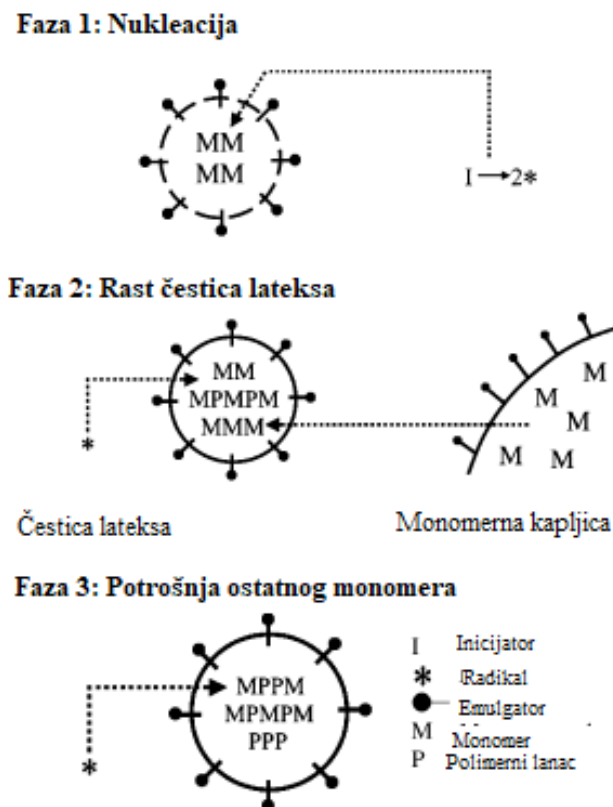 Faza 1: Nukleacija
MM
MM
I → 2*
Faza 2: Rast čestica lateksa
MM
MPMPM
MMM
*
M
M
M
M M
Čestica lateksa
Monomerna kapljica
Faza 3: Potrošnja ostatnog monomera
MPPM
MPMPM
PPP
*
I Inicijator
* Radikal
Emulgator
M Monomer
P Polimerni lanac